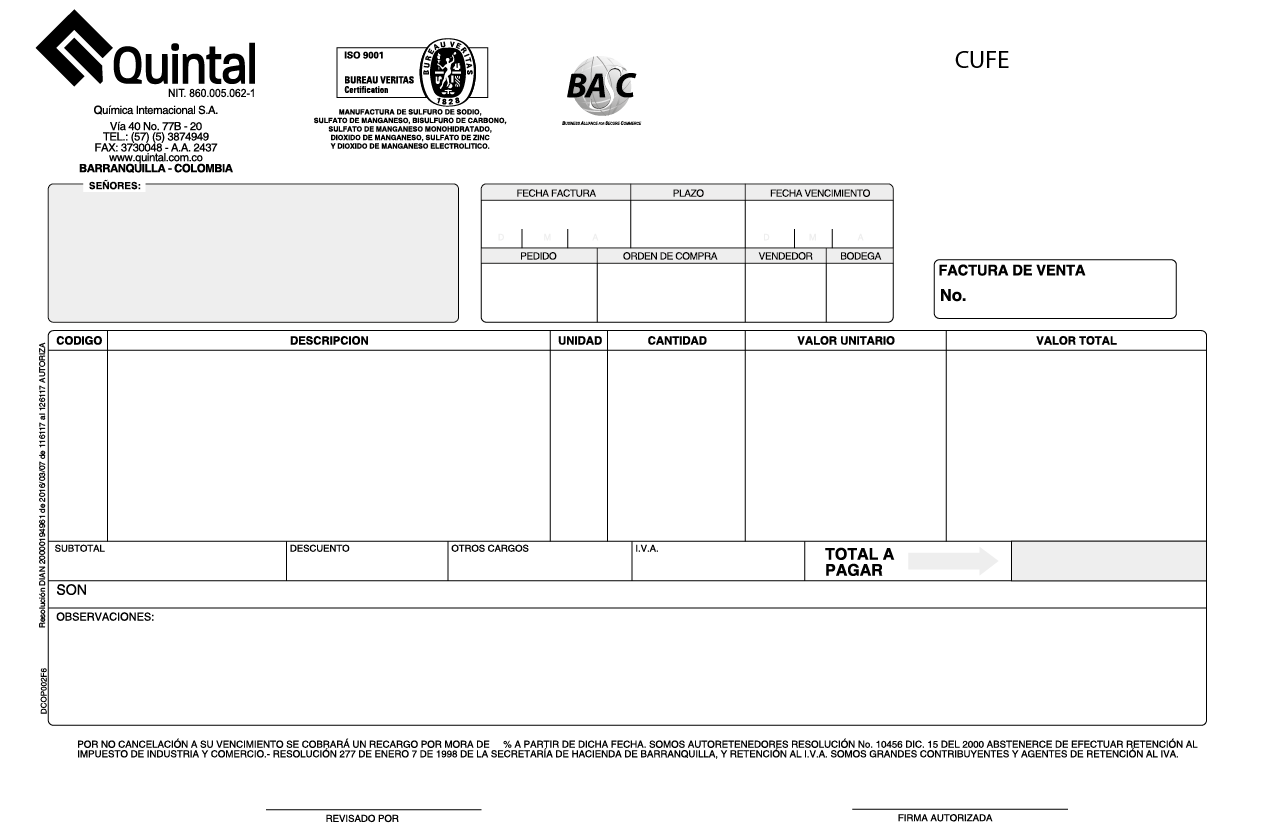 Quintal
NIT. 860.005.062-1
Química Internacional S.A.
Vía 40 No. 77B - 20
TEL.: (57) (5) 3874949
FAX: 3730048 - A.A. 2437
www.quintal.com.co
BARRANQUILLA - COLOMBIA
ISO 9001
BUREAU VERITAS
Certification
BUREAU VERITAS
1828
MANUFACTURA DE SULFURO DE SODIO,
SULFATO DE MANGANESO, BISULFURO DE CARBONO,
SULFATO DE MANGANESO MONOHIDRATADO,
DIOXIDO DE MANGANESO, SULFATO DE ZINC
Y DIOXIDO DE MANGANESO ELECTROLITICO.
BASC
BUSINESS ALLIANCE FOR SECURE COMMERCE
CUFE
SEÑORES:
FECHA FACTURA PLAZO FECHA VENCIMIENTO
D M A D M A
PEDIDO ORDEN DE COMPRA VENDEDOR BODEGA
FACTURA DE VENTA
No.
CODIGO DESCRIPCION UNIDAD CANTIDAD VALOR UNITARIO VALOR TOTAL
SUBTOTAL DESCUENTO OTROS CARGOS I.V.A. TOTAL A
PAGAR
SON
OBSERVACIONES:
Resolución DIAN 20000194961 de 2016/03/07 de 116117 al 126117 AUTORIZA
DCOP002F6
POR NO CANCELACIÓN A SU VENCIMIENTO SE COBRARÁ UN RECARGO POR MORA DE % A PARTIR DE DICHA FECHA. SOMOS AUTORETENEDORES RESOLUCIÓN No. 10456 DIC. 15 DEL 2000 ABSTENERCE DE EFECTUAR RETENCIÓN AL
IMPUESTO DE INDUSTRIA Y COMERCIO.- RESOLUCIÓN 277 DE ENERO 7 DE 1998 DE LA SECRETARÍA DE HACIENDA DE BARRANQUILLA, Y RETENCIÓN AL I.V.A. SOMOS GRANDES CONTRIBUYENTES Y AGENTES DE RETENCIÓN AL IVA.
REVISADO POR FIRMA AUTORIZADA